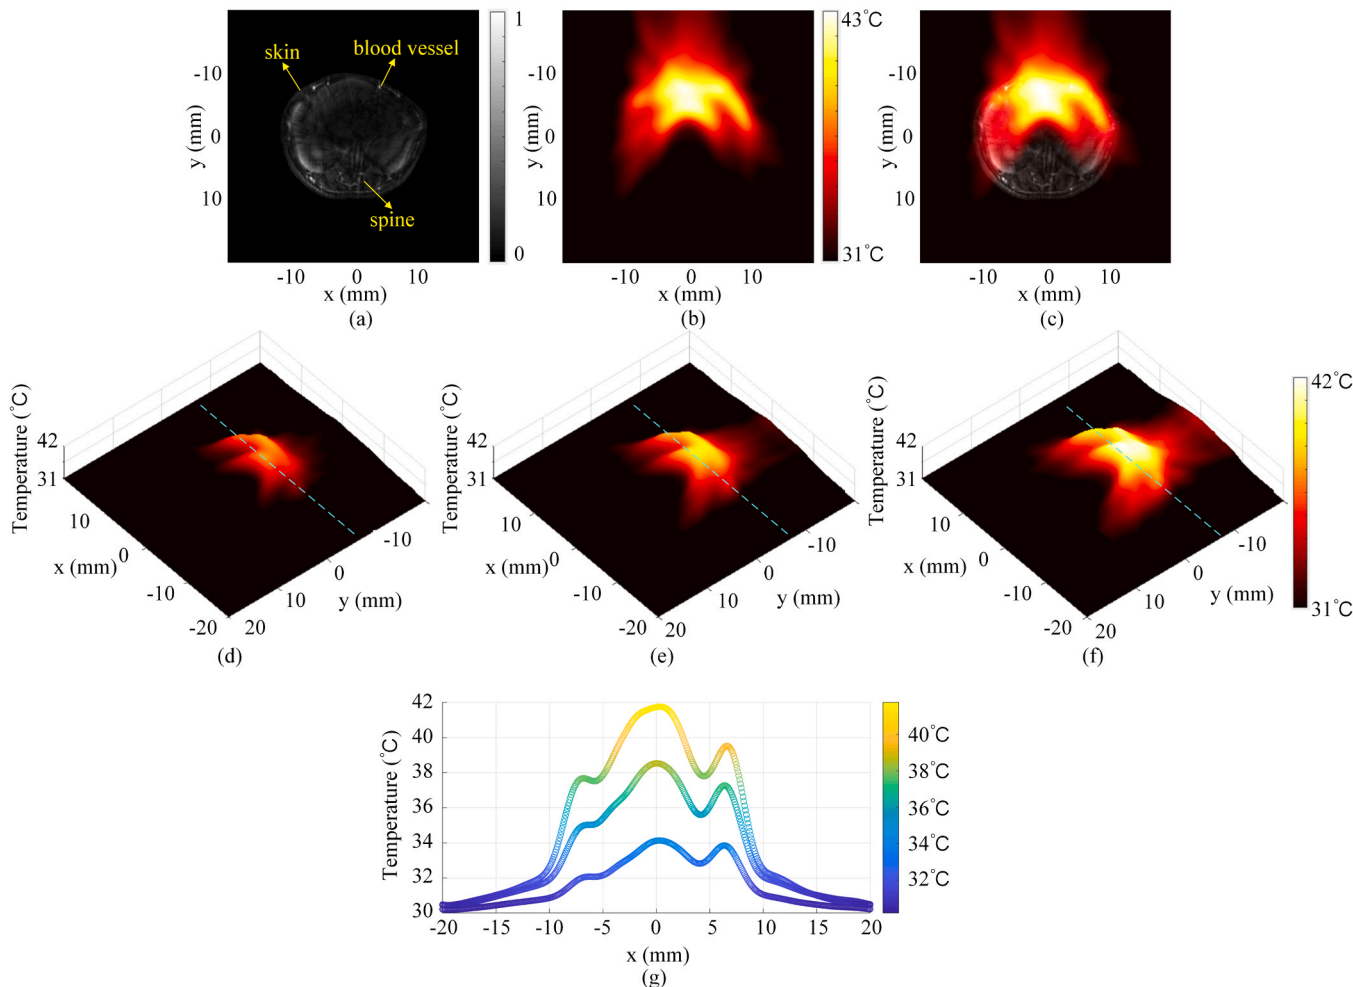 skin
blood vessel
spine
-10
0
10
y (mm)
-10 0 10
x (mm)
(a)
1
0
-10
0
10
y (mm)
-10 0 10
x (mm)
(b)
43°C
31°C
-10
0
10
y (mm)
-10 0 10
x (mm)
(c)
Temperature (°C)
42
31
10
0
-10
-20
x (mm)
20
10
0
-10
y (mm)
(d)
Temperature (°C)
42
31
10
0
-10
-20
x (mm)
20
10
0
-10
y (mm)
(e)
Temperature (°C)
42
31
10
0
-10
-20
x (mm)
20
10
0
-10
y (mm)
(f)
42°C
31°C
Temperature (°C)
42
40
38
36
34
32
30
-20 -15 -10 -5 0 5 10 15 20
x (mm)
(g)
40°C
38°C
36°C
34°C
32°C